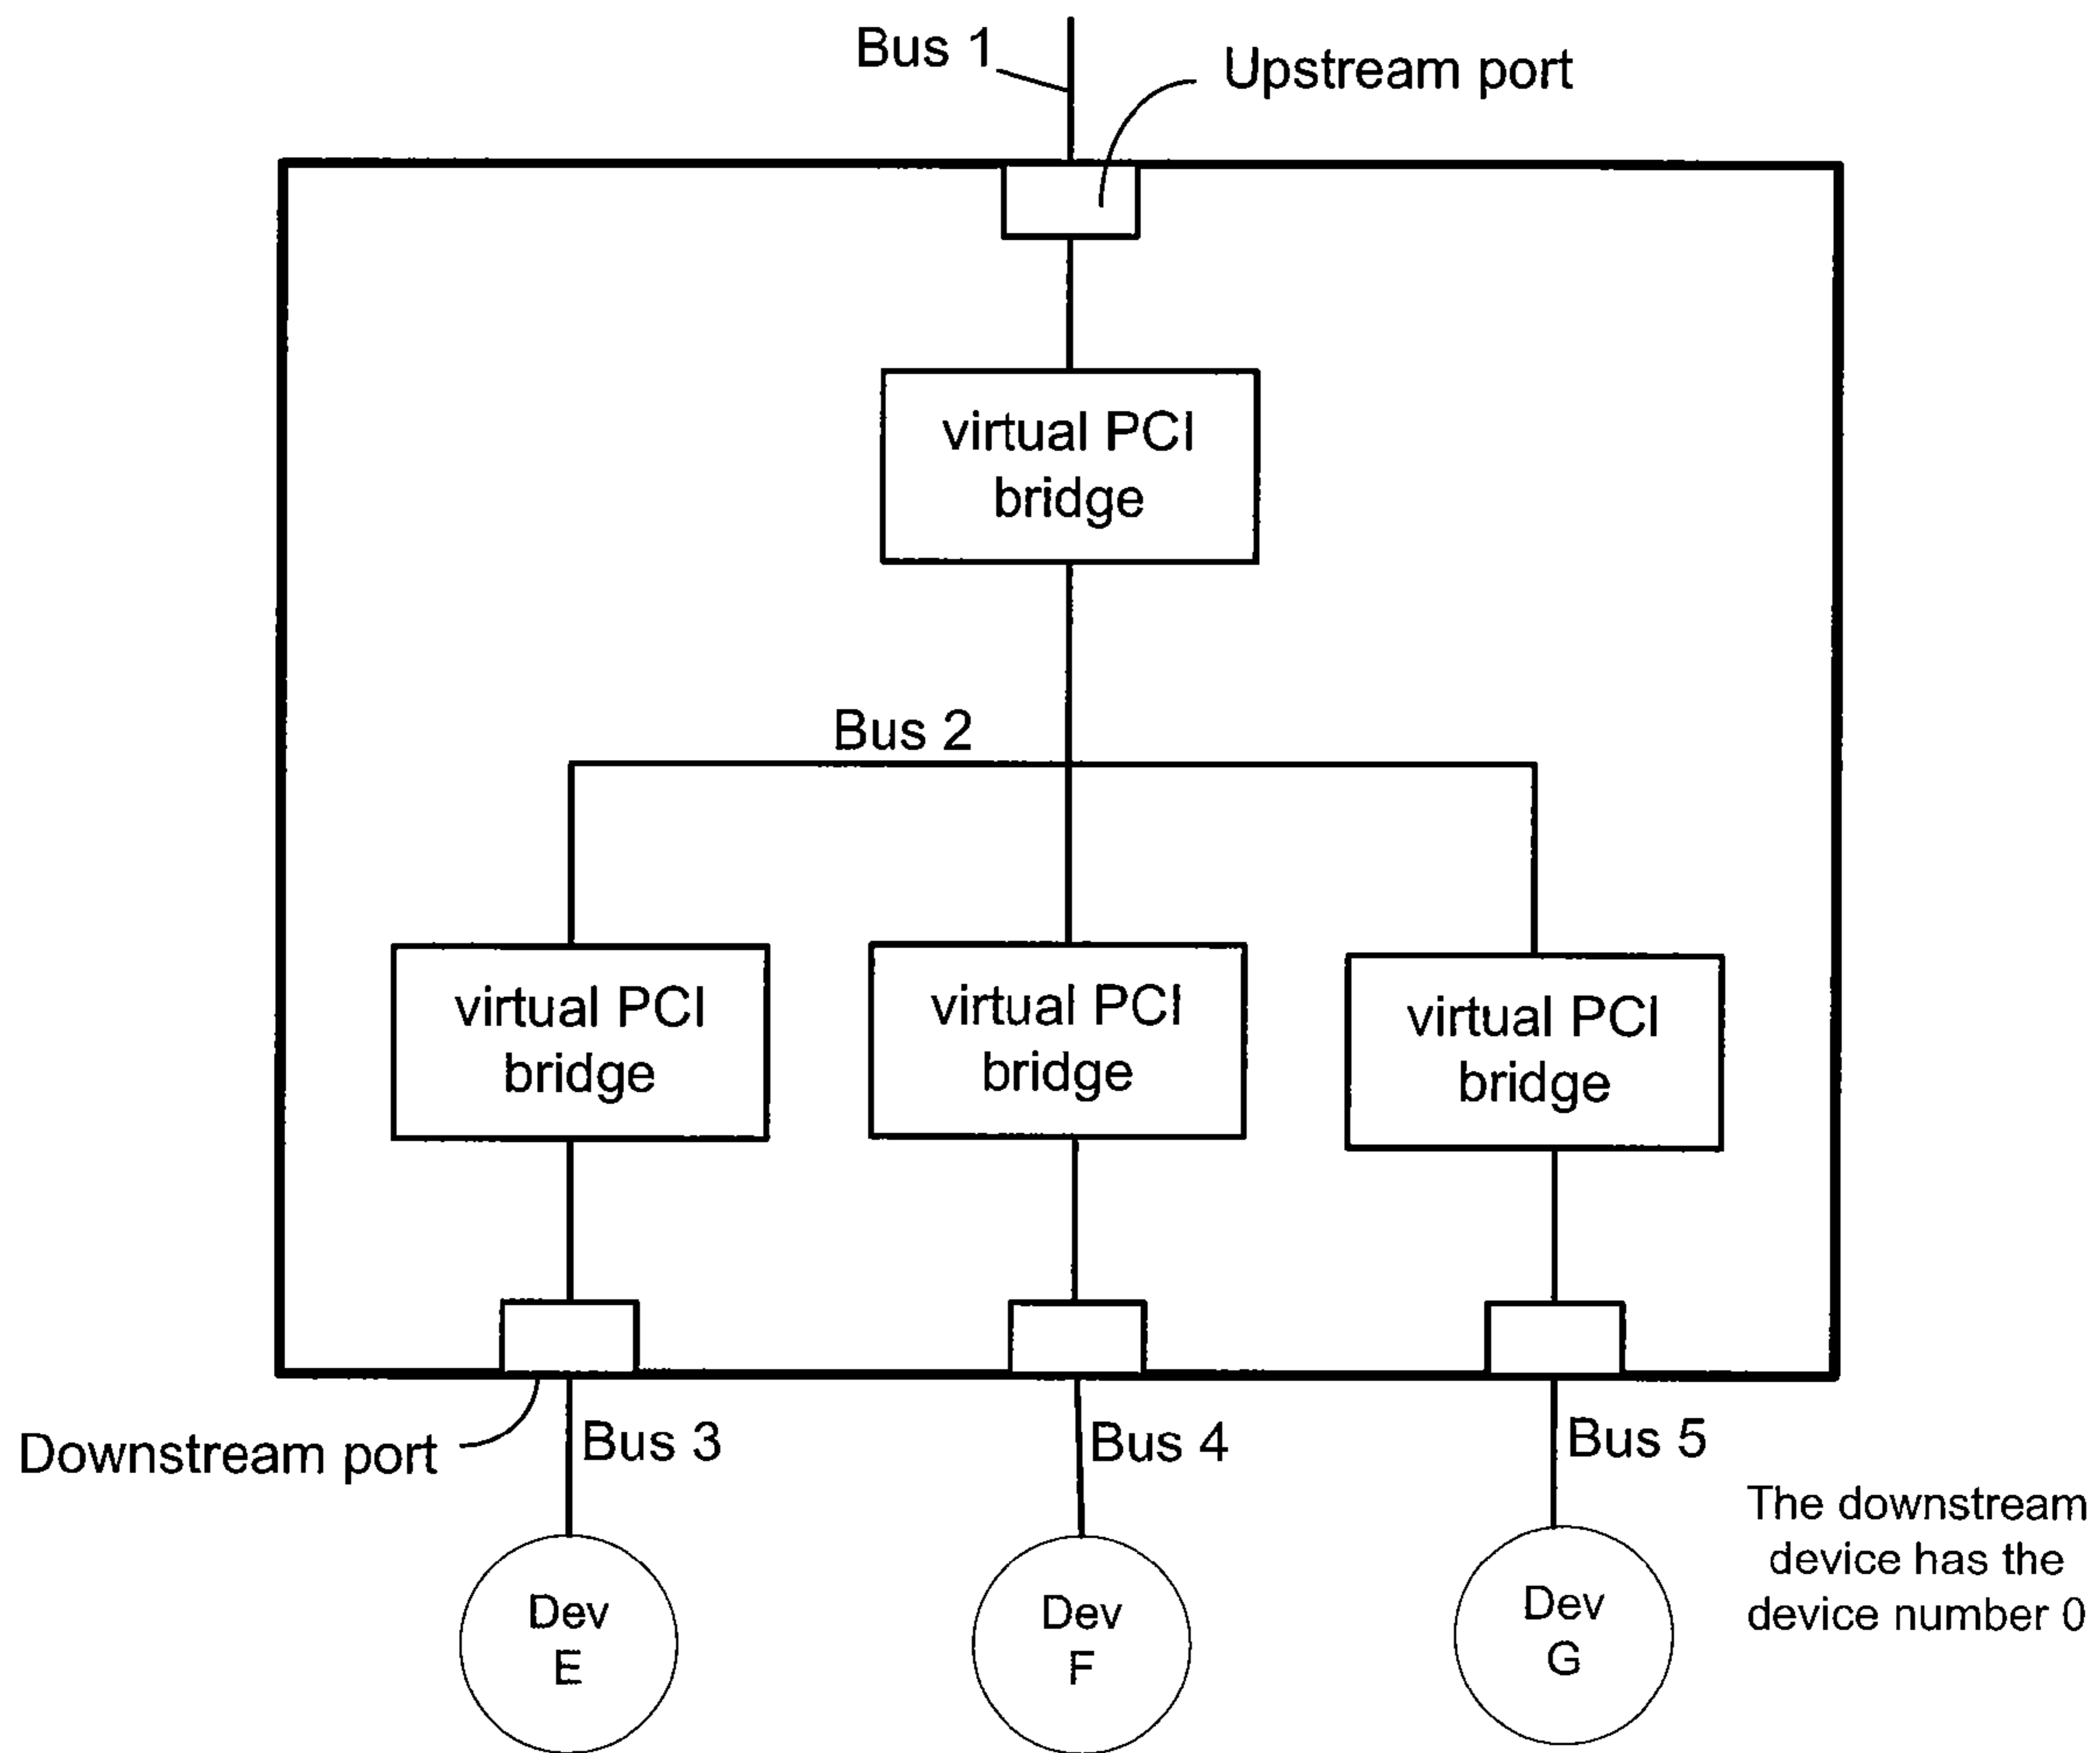 Bus 1
Upstream port
virtual PCI
bridge
Bus 2
virtual PCI
bridge
virtual PCI
bridge
virtual PCI
bridge
Downstream port
Bus 3
Bus 4
Bus 5
The downstream
device has the
device number 0
Dev
E
Dev
F
Dev
G